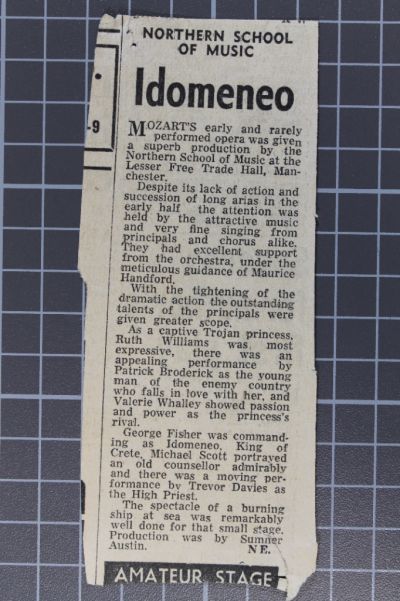 NORTHERN SCHOOL
OF MUSIC
Idomeneo
-9
MOZART'S early and rarely
performed opera was given
a superb production by the
Northern School of Music at the
Lesser Free Trade Hall, Man-
chester.
Despite its lack of action and
succession of long arias in the
early half the attention was
held by the attractive music
and very fine singing from
principals and chorus alike.
They had excellent support
from the orchestra, under the
meticulous guidance of Maurice
Handford.
With the tightening of the
dramatic action the outstanding
talents of the principals were
given greater scope.
As a captive Trojan princess,
Ruth Williams was most
expressive, there was an
appealing performance by
Patrick Broderick as the young
man of the enemy country
who falls in love with her, and
Valerie Whalley showed passion
and power as the princess's
rival.
George Fisher was command-
ing as Idomeneo, King of
Crete, Michael Scott portrayed
an old counsellor admirably
and there was a moving per-
formance by Trevor Davies as
the High Priest.
The spectacle of a burning
ship at sea was remarkably
well done for that small stage.
Production was by Sumner
Austin. NE.
AMATEUR STAGE